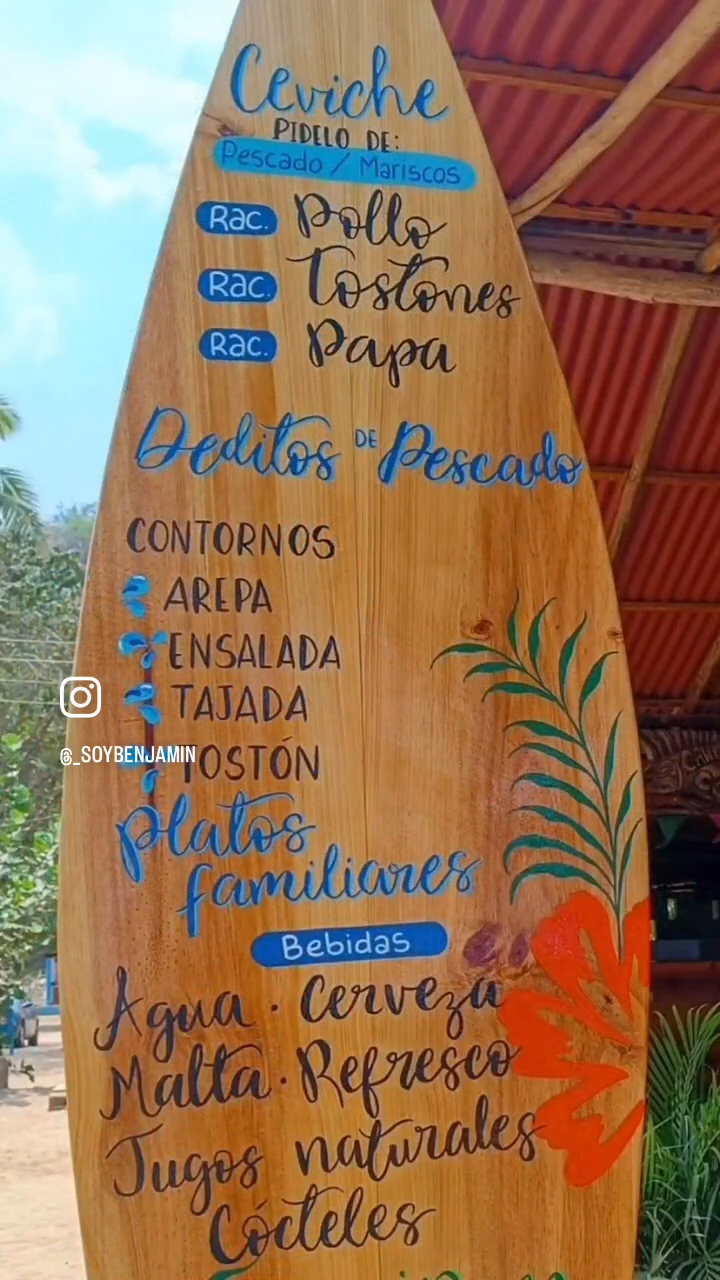 Ceviche
PIDELO DE:
Pescado / Mariscos
Rac. Pollo
Rac. Tostones
Rac. Papa
Deditos DE Pescado
CONTORNOS
AREPA
ENSALADA
TAJADA
TOSTÓN
@_SOYBENJAMIN
Platos
familiares
Bebidas
Agua · Cerveza
Malta · Refresco
Jugos naturales
Cócteles